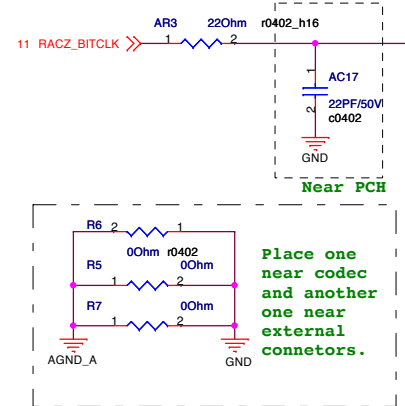 AR3 22Ohm r0402_h16
11 RACZ_BITCLK 1 2
1
AC17
22PF/50V
2 c0402
GND
Near PCH
R6 2 1
0Ohm r0402
R5 0Ohm
1 2
R7 0Ohm
1 2
AGND_A GND
Place one
near codec
and another
one near
external
connetors.